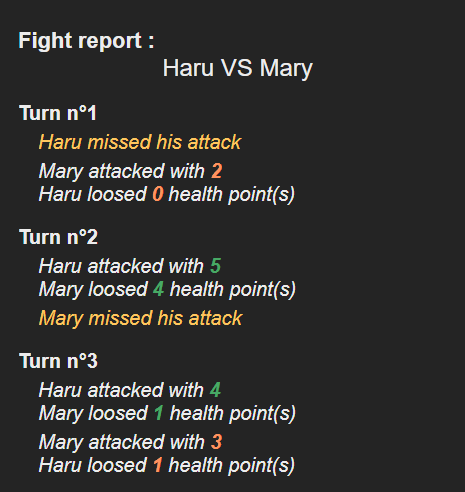 Fight report :
Haru VS Mary
Turn n°1
Haru missed his attack
Mary attacked with 2
Haru loosed 0 health point(s)
Turn n°2
Haru attacked with 5
Mary loosed 4 health point(s)
Mary missed his attack
Turn n°3
Haru attacked with 4
Mary loosed 1 health point(s)
Mary attacked with 3
Haru loosed 1 health point(s)